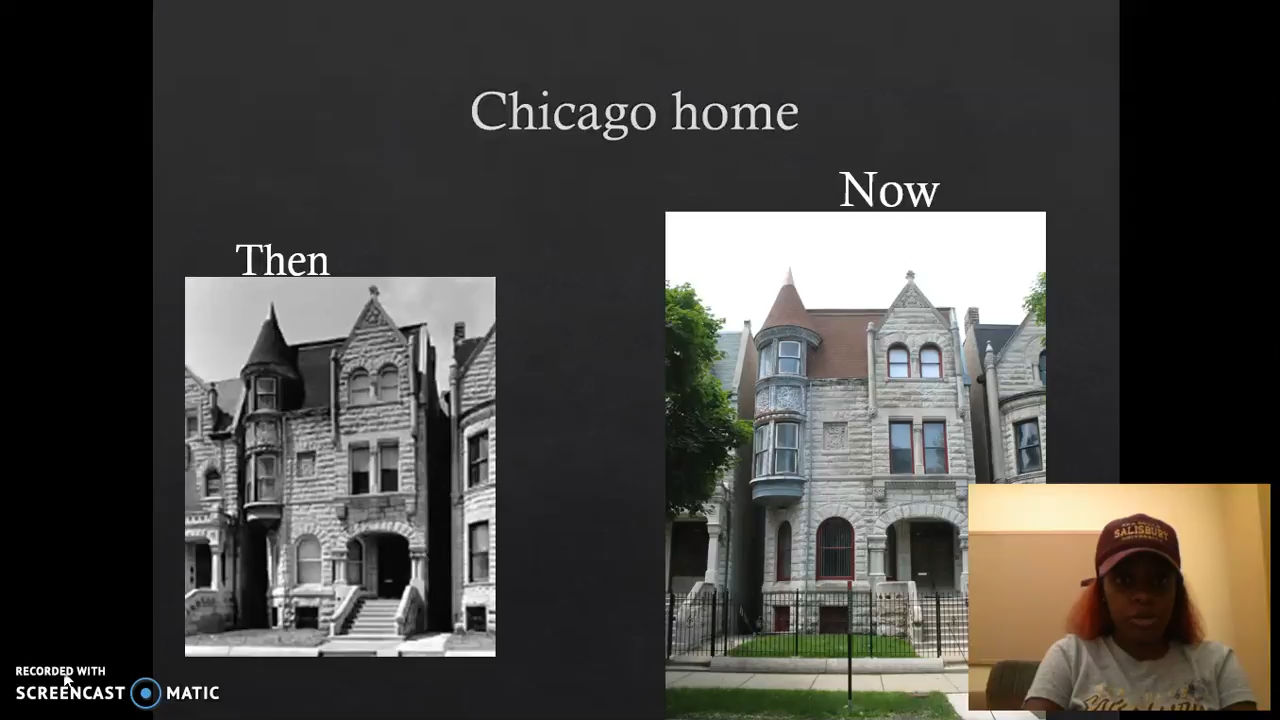 Chicago home
Now
Then
SALISBURY
RECORDED WITH
SCREENCAST MATIC